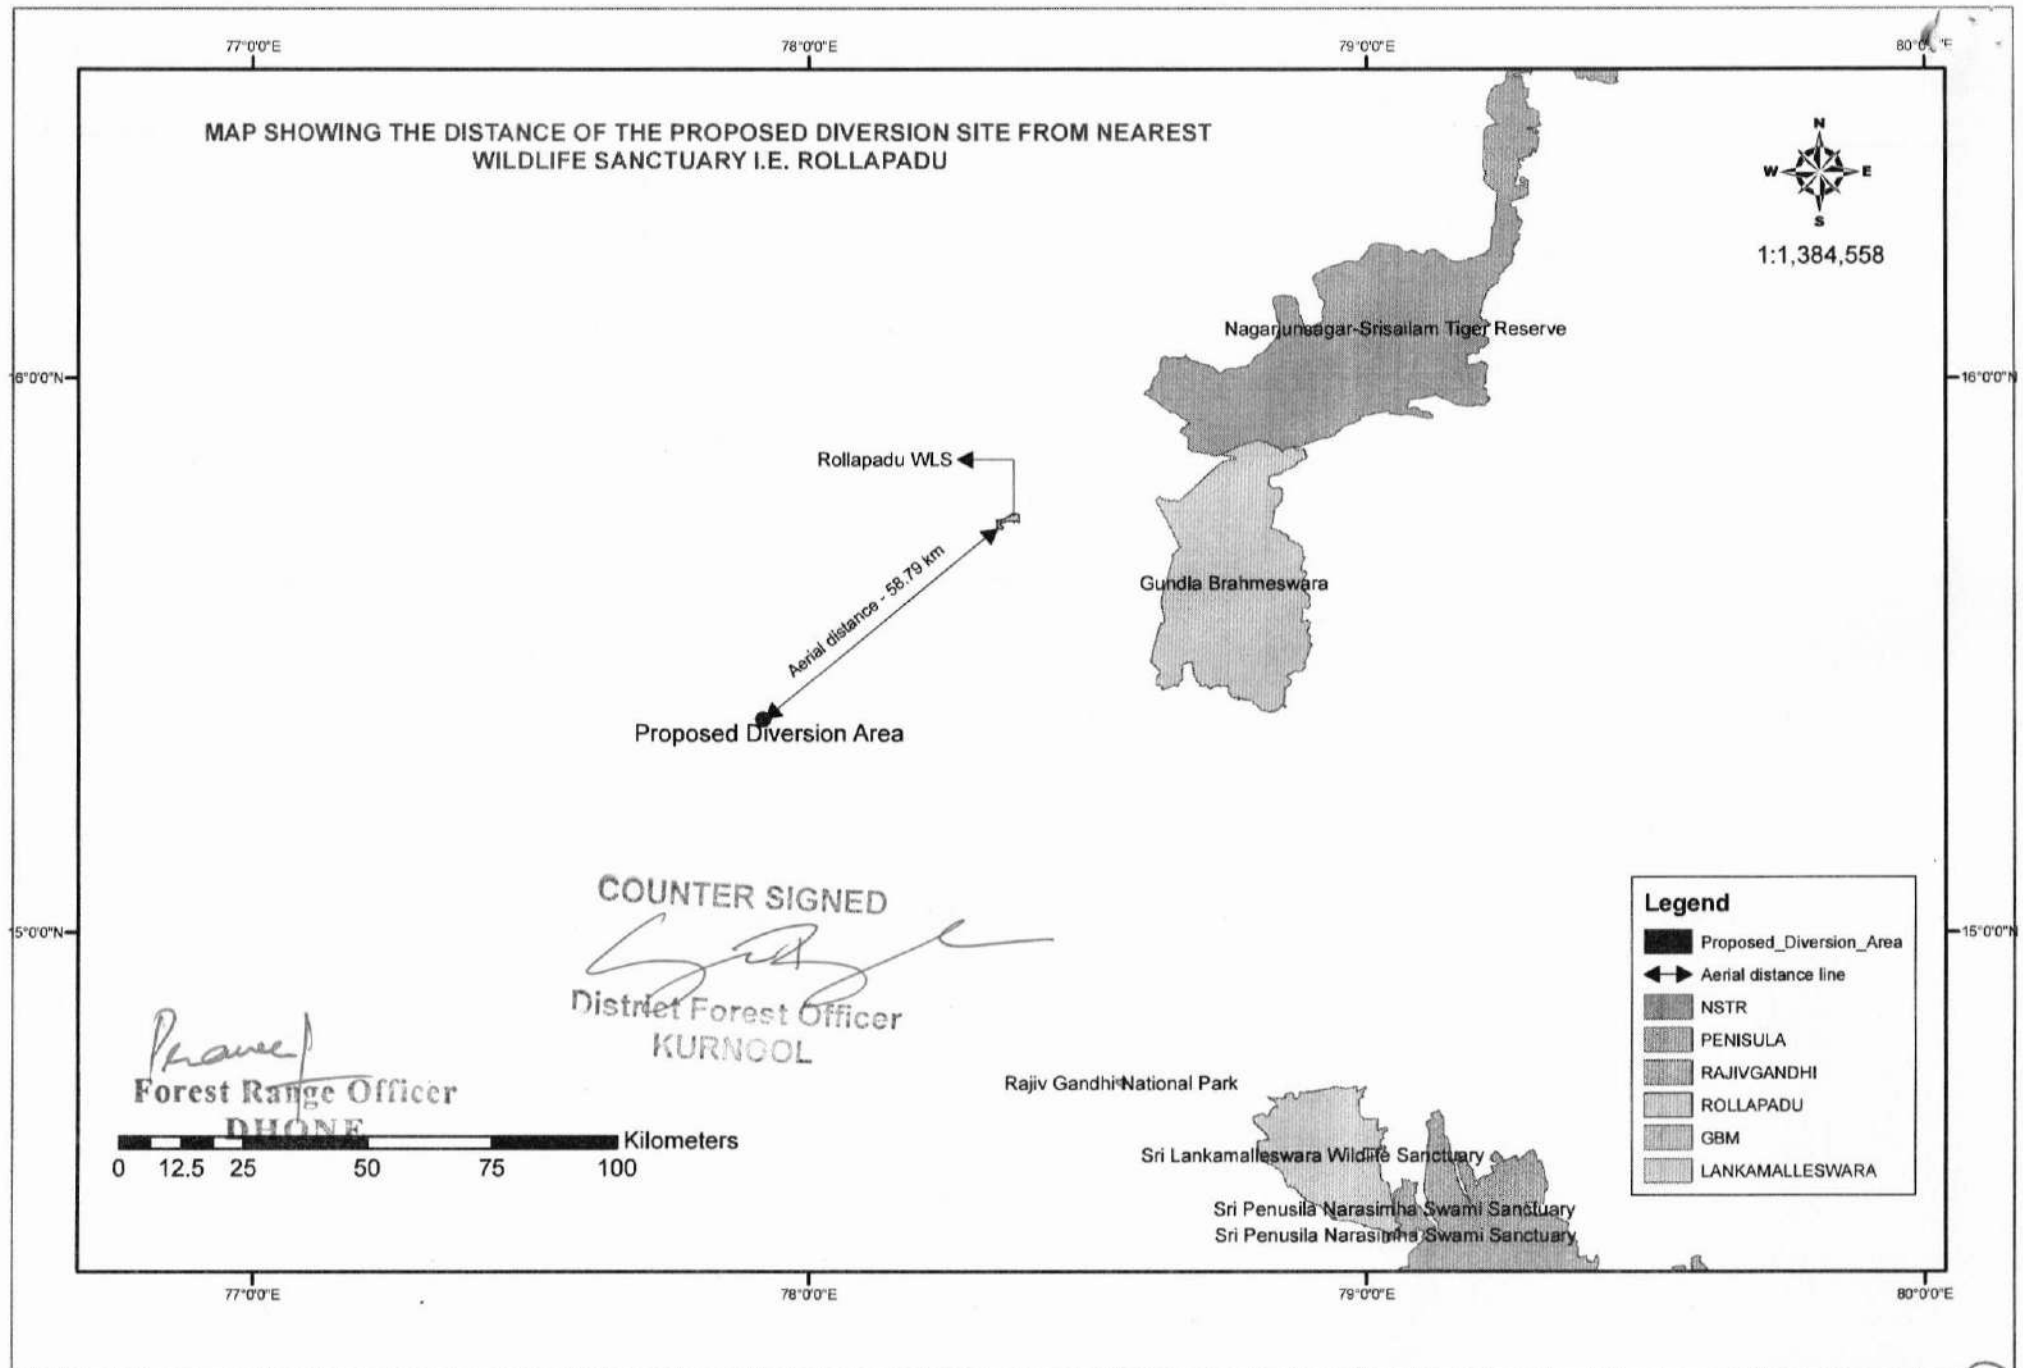 77°0'0"E 78°0'0"E 79°0'0"E
MAP SHOWING THE DISTANCE OF THE PROPOSED DIVERSION SITE FROM NEAREST
WILDLIFE SANCTUARY I.E. ROLLAPADU
N
W E
S
1:1,384,558
Nagarjunsagar-Srisailam Tiger Reserve
6°0'0"N 16°0'0"N
Rollapadu WLS
Aerial distance - 58.79 km
Gundla Brahmeswara
Proposed Diversion Area
COUNTER SIGNED
5°0'0"N 15°0'0"N
District Forest Officer
KURNOOL
Forest Range Officer
DHONE
Kilometers
0 12.5 25 50 75 100
Rajiv Gandhi National Park
Sri Lankamalleswara Wildlife Sanctuary
Sri Penusila Narasimha Swami Sanctuary
Sri Penusila Narasimha Swami Sanctuary
Legend
Proposed_Diversion_Area
Aerial distance line
NSTR
PENISULA
RAJIVGANDHI
ROLLAPADU
GBM
LANKAMALLESWARA
77°0'0"E 78°0'0"E 79°0'0"E 80°0'0"E